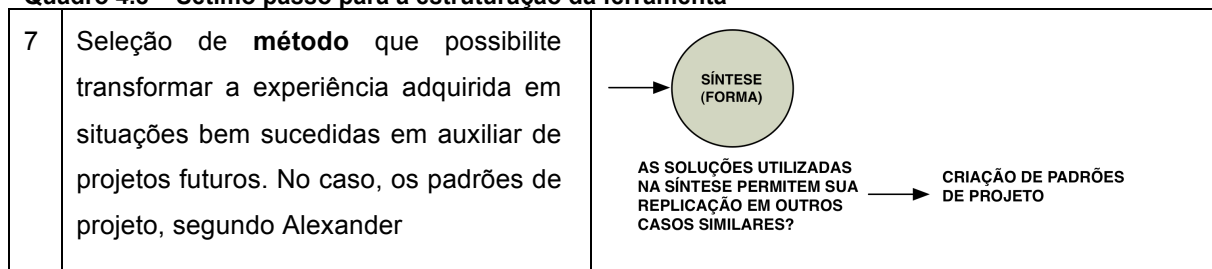 Quadro 4.8 – Sétimo passo para a estruturação da ferramenta
7
Seleção de método que possibilite
transformar a experiência adquirida em
situações bem sucedidas em auxiliar de
projetos futuros. No caso, os padrões de
projeto, segundo Alexander
SÍNTESE
(FORMA)
AS SOLUÇÕES UTILIZADAS
NA SÍNTESE PERMITEM SUA
REPLICAÇÃO EM OUTROS
CASOS SIMILARES?
CRIAÇÃO DE PADRÕES
DE PROJETO